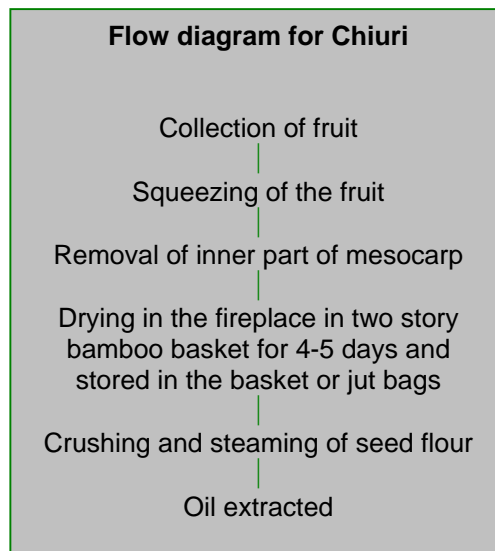 Flow diagram for Chiuri
Collection of fruit
Squeezing of the fruit
Removal of inner part of mesocarp
Drying in the fireplace in two story
bamboo basket for 4-5 days and
stored in the basket or jut bags
Crushing and steaming of seed flour
Oil extracted